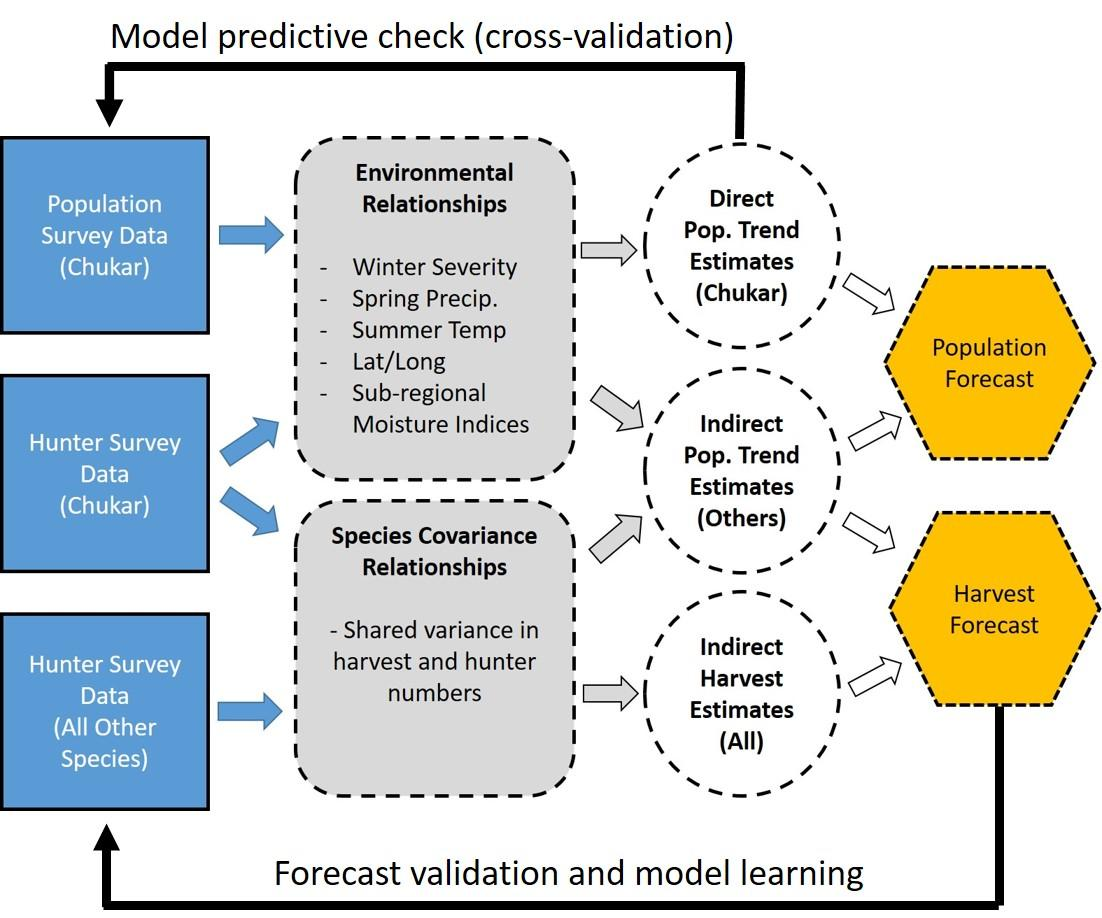 Model predictive check (cross-validation)
Population
Survey Data
(Chukar)
Hunter Survey
Data
(Chukar)
Hunter Survey
Data
(All Other
Species)
Environmental
Relationships
- Winter Severity
- Spring Precip.
- Summer Temp
- Lat/Long
- Sub-regional
Moisture Indices
Species Covariance
Relationships
- Shared variance in
harvest and hunter
numbers
Direct
Pop. Trend
Estimates
(Chukar)
Indirect
Pop. Trend
Estimates
(Others)
Indirect
Harvest
Estimates
(All)
Population
Forecast
Harvest
Forecast
Forecast validation and model learning